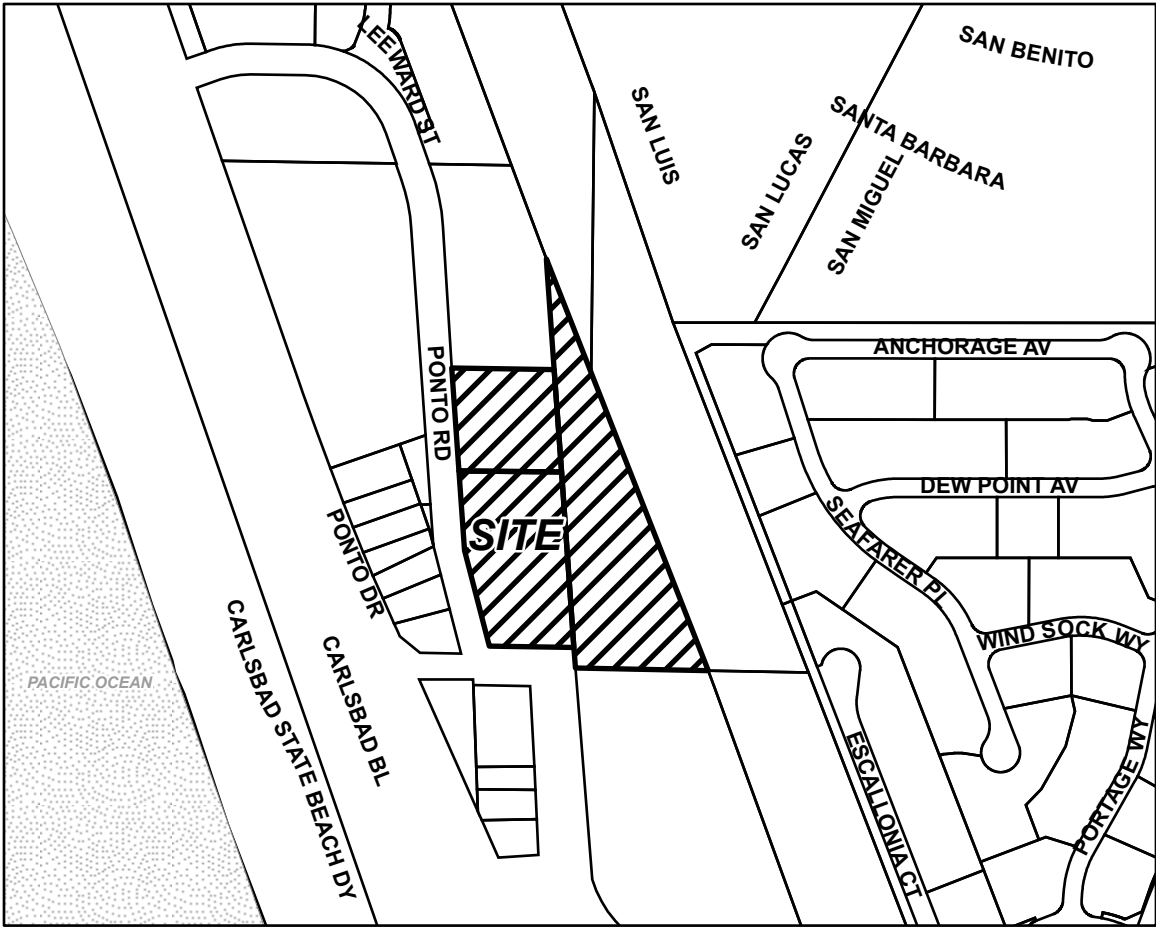 LEEWARD ST
SAN BENITO
SAN LUIS
SANTA BARBARA
SAN LUCAS
SAN MIGUEL
ANCHORAGE AV
PONTO RD
DEW POINT AV
SEAFARER PL
SITE
PONTO DR
WIND SOCK WY
CARLSBAD STATE BEACH DY
CARLSBAD BL
PACIFIC OCEAN
ESCALLONIA CT
PORTAGE WY